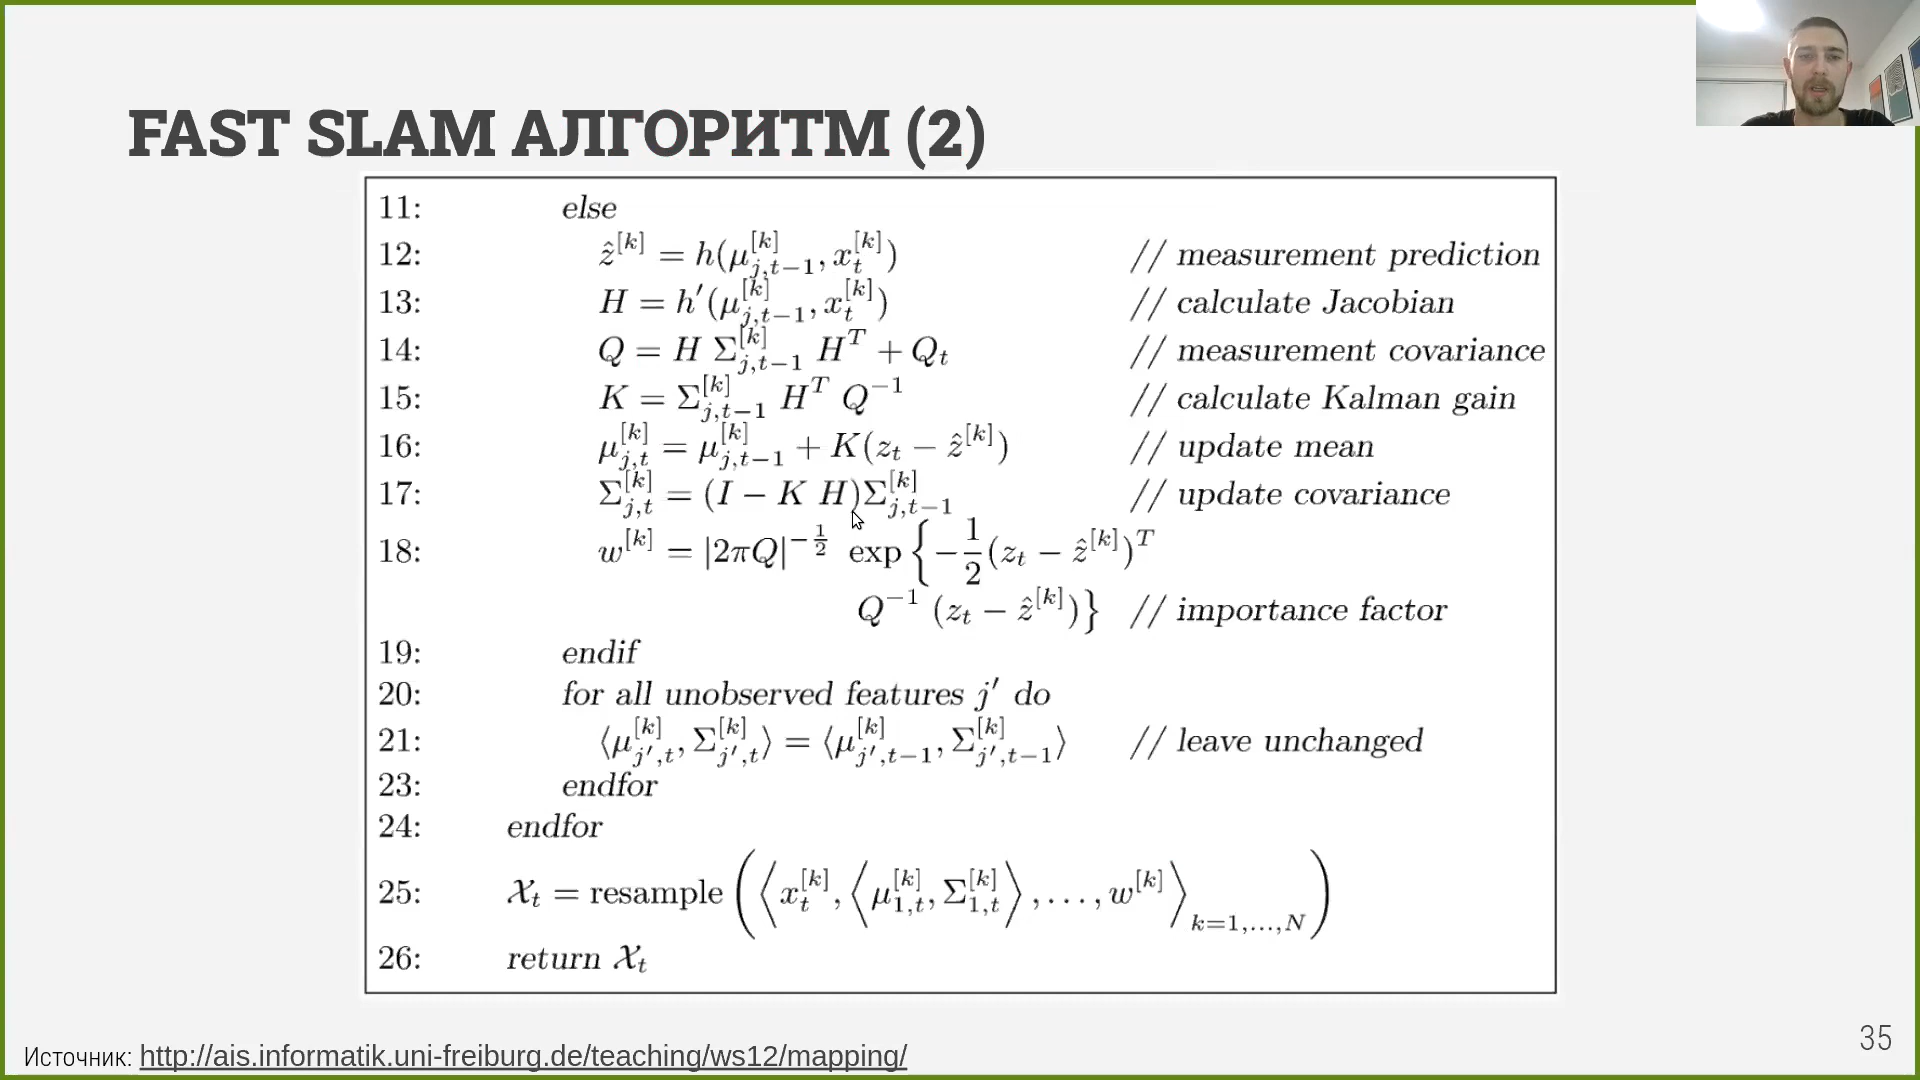 FAST SLAM АЛГОРИТМ (2)
11: else
12: ẑ^[k] = h(μ^[k]_{j,t−1}, x^[k]_t) // measurement prediction
13: H = h′(μ^[k]_{j,t−1}, x^[k]_t) // calculate Jacobian
14: Q = H Σ^[k]_{j,t−1} H^T + Q_t // measurement covariance
15: K = Σ^[k]_{j,t−1} H^T Q^{−1} // calculate Kalman gain
16: μ^[k]_{j,t} = μ^[k]_{j,t−1} + K(z_t − ẑ^[k]) // update mean
17: Σ^[k]_{j,t} = (I − K H)Σ^[k]_{j,t−1} // update covariance
18: w^[k] = |2πQ|^{−1/2} exp {−1/2 (z_t − ẑ^[k])^T
Q^{−1} (z_t − ẑ^[k])} // importance factor
19: endif
20: for all unobserved features j′ do
21: ⟨μ^[k]_{j′,t}, Σ^[k]_{j′,t}⟩ = ⟨μ^[k]_{j′,t−1}, Σ^[k]_{j′,t−1}⟩ // leave unchanged
23: endfor
24: endfor
25: 𝒳_t = resample (⟨x^[k]_t, ⟨μ^[k]_{1,t}, Σ^[k]_{1,t}⟩, . . . , w^[k]⟩_{k=1,...,N})
26: return 𝒳_t
Источник: http://ais.informatik.uni-freiburg.de/teaching/ws12/mapping/
35